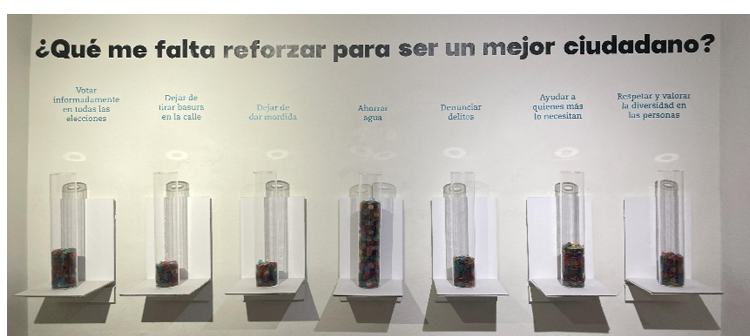 ¿Qué me falta reforzar para ser un mejor ciudadano?
Votar
informadamente
en todas las
elecciones
Dejar de
tirar basura
en la calle
Dejar de
dar mordida
Ahorrar
agua
Denunciar
delitos
Ayudar a
quienes más
lo necesitan
Respetar y valorar
la diversidad en
las personas